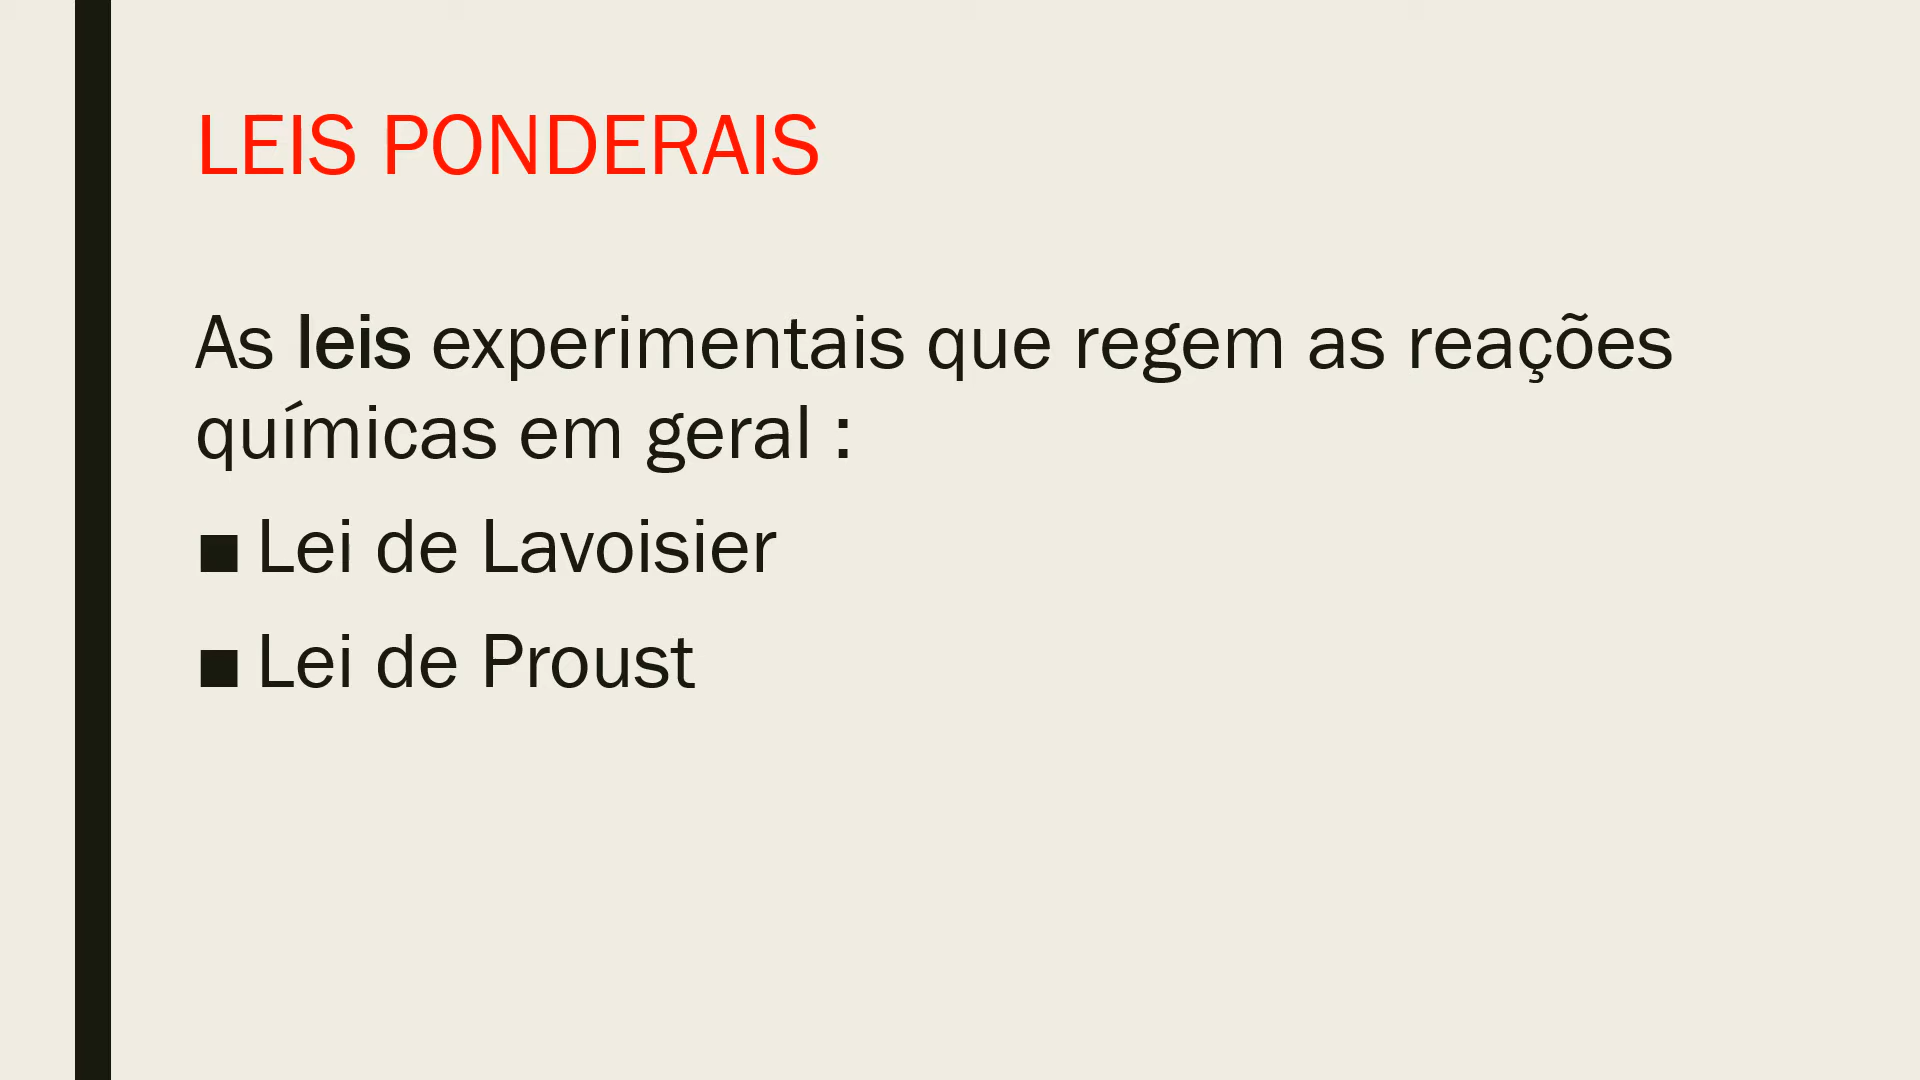 LEIS PONDERAIS
As leis experimentais que regem as reações
químicas em geral :
■ Lei de Lavoisier
■ Lei de Proust